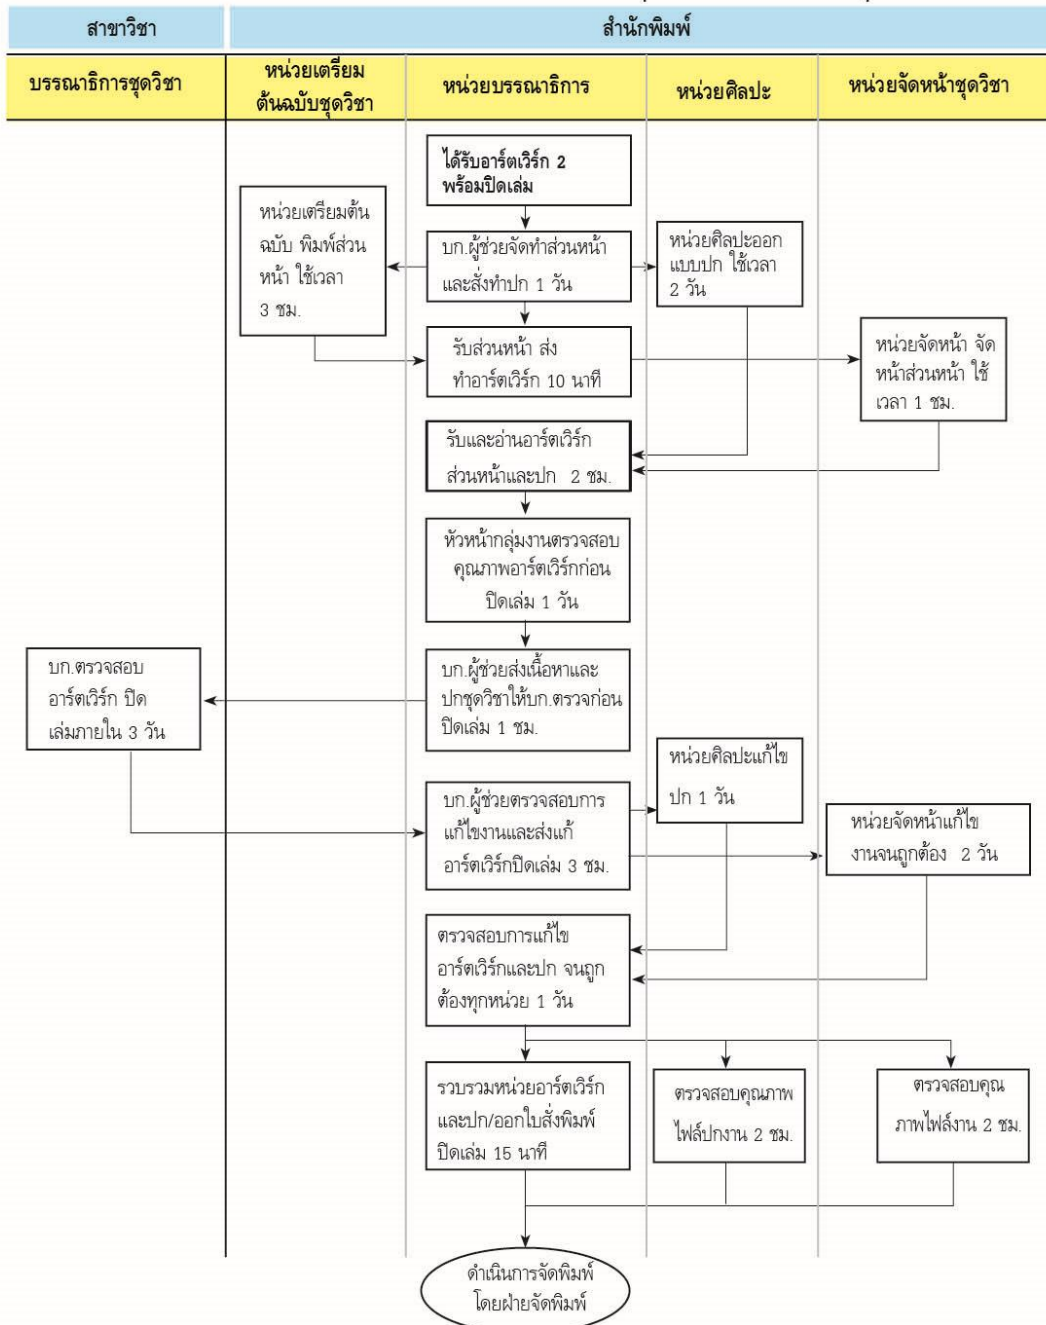 สาขาวิชา
สำนักพิมพ์
บรรณาธิการชุดวิชา
หน่วยเตรียม
ต้นฉบับชุดวิชา
หน่วยบรรณาธิการ
หน่วยศิลปะ
หน่วยจัดหน้าชุดวิชา
ได้รับอาร์ตเวิร์ก 2
พร้อมปิดเล่ม
หน่วยเตรียมต้น
ฉบับ พิมพ์ส่วน
หน้า ใช้เวลา
3 ชม.
บก.ผู้ช่วยจัดทำส่วนหน้า
และสั่งทำปก 1 วัน
หน่วยศิลปะออก
แบบปก ใช้เวลา
2 วัน
รับส่วนหน้า ส่ง
ทำอาร์ตเวิร์ก 10 นาที
หน่วยจัดหน้า จัด
หน้าส่วนหน้า ใช้
เวลา 1 ชม.
รับและอ่านอาร์ตเวิร์ก
ส่วนหน้าและปก 2 ชม.
หัวหน้ากลุ่มงานตรวจสอบ
คุณภาพอาร์ตเวิร์กก่อน
ปิดเล่ม 1 วัน
บก.ตรวจสอบ
อาร์ตเวิร์ก ปิด
เล่มภายใน 3 วัน
บก.ผู้ช่วยส่งเนื้อหาและ
ปกชุดวิชาให้บก.ตรวจก่อน
ปิดเล่ม 1 ชม.
หน่วยศิลปะแก้ไข
ปก 1 วัน
บก.ผู้ช่วยตรวจสอบการ
แก้ไขงานและส่งแก้
อาร์ตเวิร์กปิดเล่ม 3 ชม.
หน่วยจัดหน้าแก้ไข
งานจนถูกต้อง 2 วัน
ตรวจสอบการแก้ไข
อาร์ตเวิร์กและปก จนถูก
ต้องทุกหน่วย 1 วัน
รวบรวมหน่วยอาร์ตเวิร์ก
และปก/ออกใบสั่งพิมพ์
ปิดเล่ม 15 นาที
ตรวจสอบคุณภาพ
ไฟล์ปกงาน 2 ชม.
ตรวจสอบคุณ
ภาพไฟล์งาน 2 ชม.
ดำเนินการจัดพิมพ์
โดยฝ่ายจัดพิมพ์